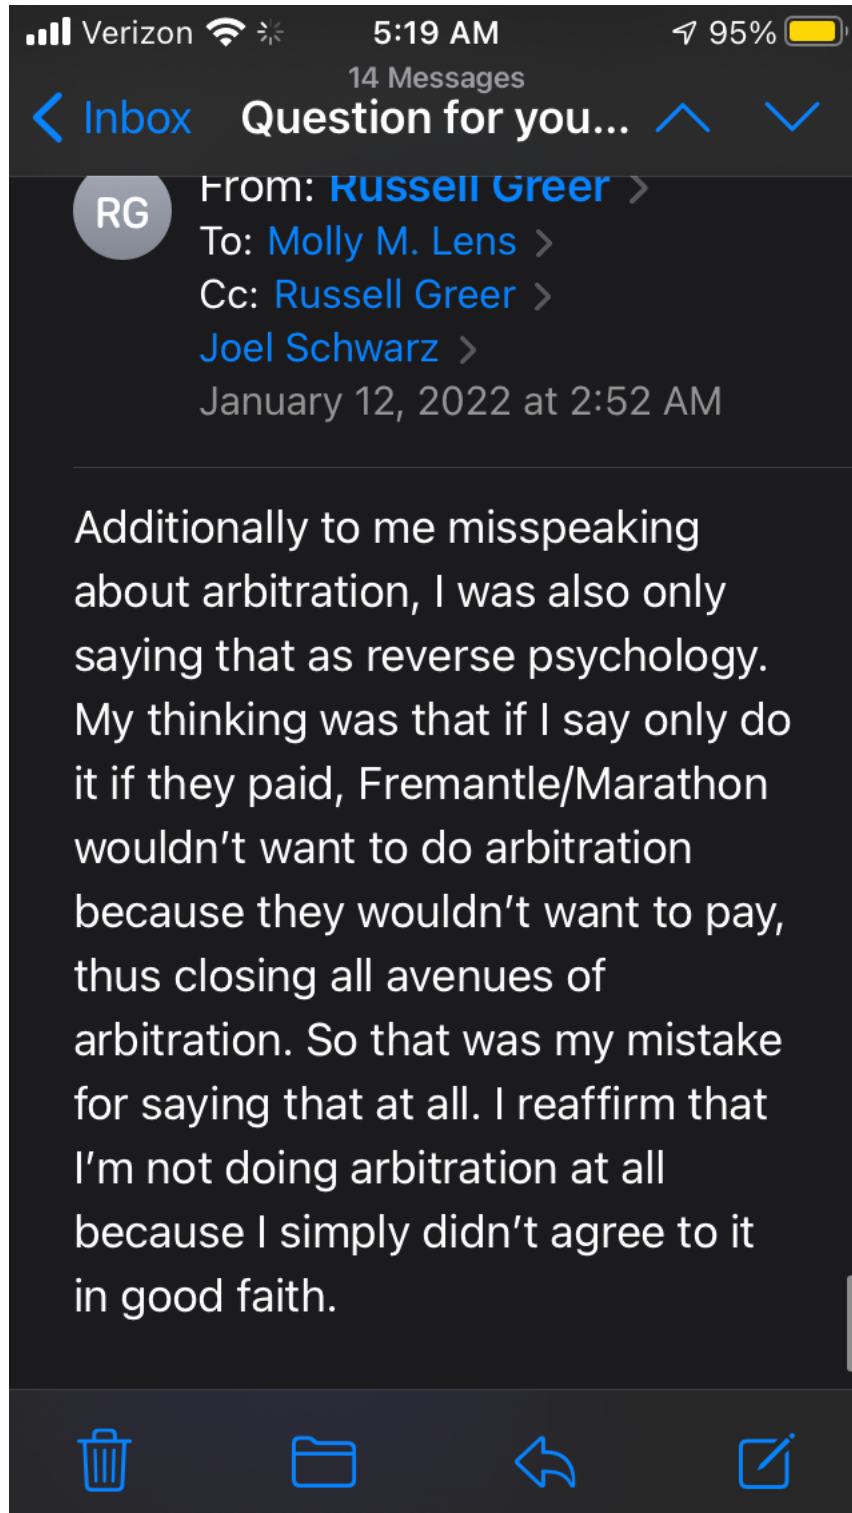 Verizon 5:19 AM 95%
14 Messages
Inbox Question for you...
RG From: Russell Greer
To: Molly M. Lens
Cc: Russell Greer
Joel Schwarz
January 12, 2022 at 2:52 AM
Additionally to me misspeaking
about arbitration, I was also only
saying that as reverse psychology.
My thinking was that if I say only do
it if they paid, Fremantle/Marathon
wouldn’t want to do arbitration
because they wouldn’t want to pay,
thus closing all avenues of
arbitration. So that was my mistake
for saying that at all. I reaffirm that
I’m not doing arbitration at all
because I simply didn’t agree to it
in good faith.